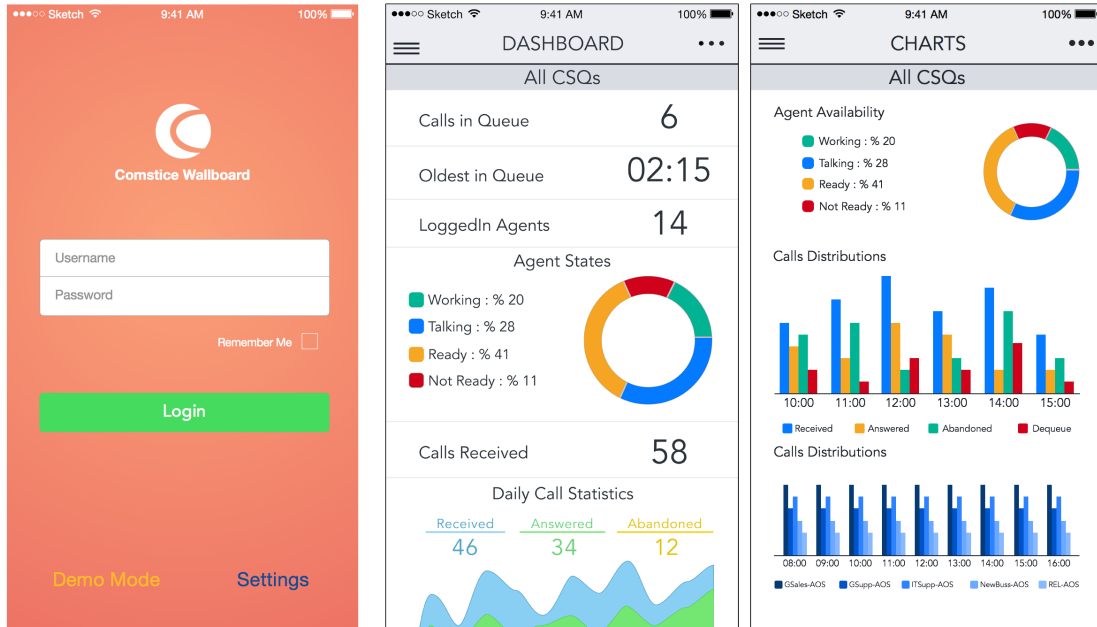 Sketch 9:41 AM 100%
Comstice Wallboard
Username
Password
Remember Me
Login
Demo Mode Settings
Sketch 9:41 AM 100%
DASHBOARD
All CSQs
Calls in Queue 6
Oldest in Queue 02:15
LoggedIn Agents 14
Agent States
Working : % 20
Talking : % 28
Ready : % 41
Not Ready : % 11
Calls Received 58
Daily Call Statistics
Received Answered Abandoned
46 34 12
Sketch 9:41 AM 100%
CHARTS
All CSQs
Agent Availability
Working : % 20
Talking : % 28
Ready : % 41
Not Ready : % 11
Calls Distributions
10:00 11:00 12:00 13:00 14:00 15:00
Received Answered Abandoned Dequeue
Calls Distributions
08:00 09:00 10:00 11:00 12:00 13:00 14:00 15:00 16:00
GSales-AOS GSupp-AOS ITSupp-AOS NewBuss-AOS REL-AOS